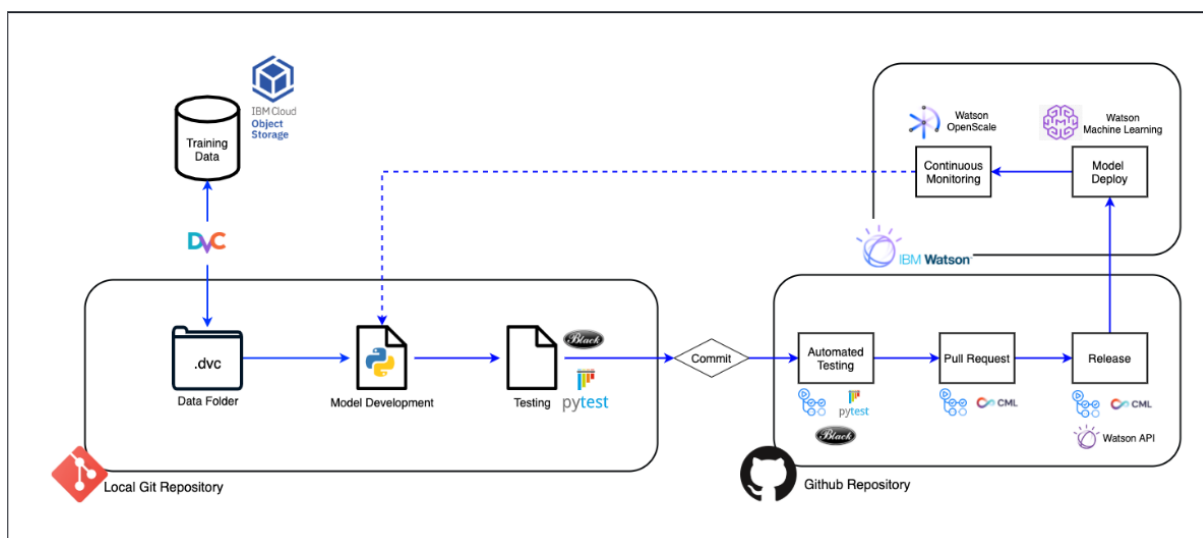 IBM Cloud
Object
Storage
Training
Data
DVC
.dvc
Data Folder
Model Development
Black
Testing
pytest
Local Git Repository
Commit
Watson
OpenScale
Watson
Machine Learning
Continuous
Monitoring
Model
Deploy
IBM Watson
Automated
Testing
Pull Request
Release
pytest
CML
CML
Black
Watson API
Github Repository